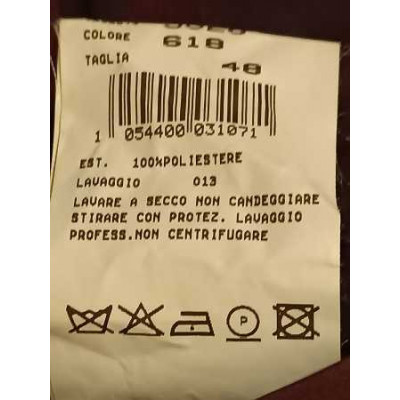 COLORE 618
TAGLIA 48
1 054400 031071
EST. 100%POLIESTERE
LAVAGGIO 013
LAVARE A SECCO NON CANDEGGIARE
STIRARE CON PROTEZ. LAVAGGIO
PROFESS.NON CENTRIFUGARE
P